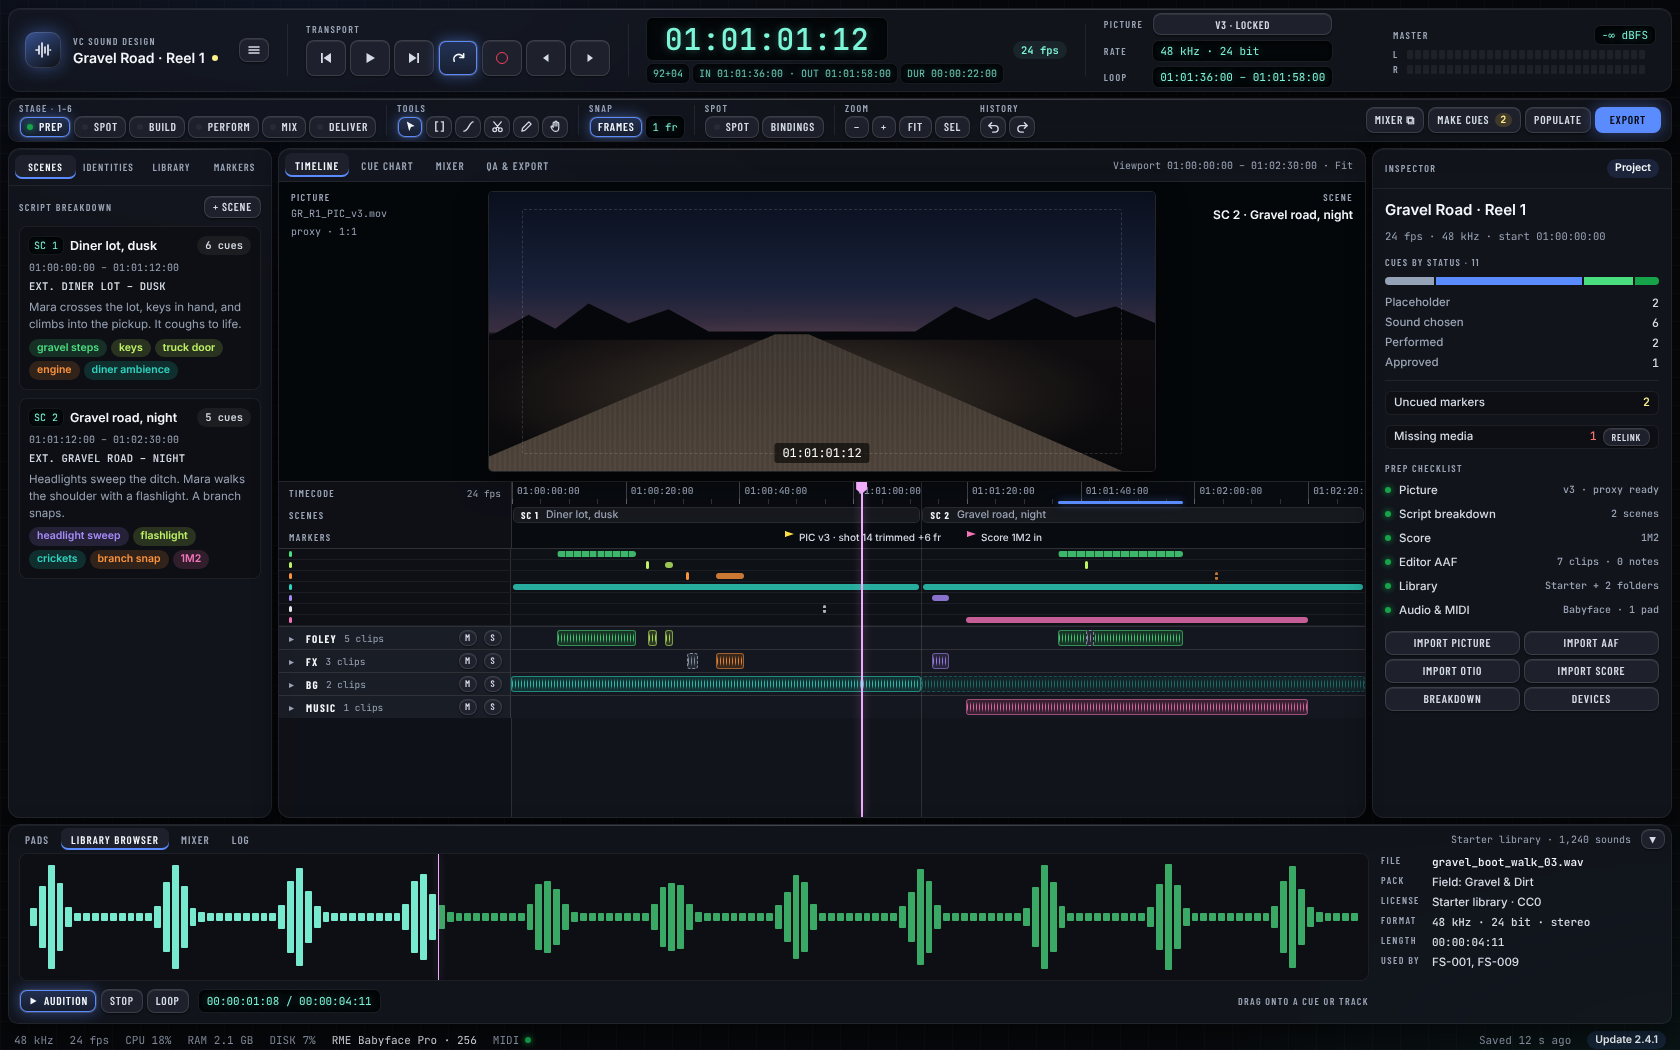 VC SOUND DESIGN
Gravel Road · Reel 1
TRANSPORT
01:01:01:12
92+04
IN 01:01:36:00 · OUT 01:01:58:00
DUR 00:00:22:00
24 fps
PICTURE
V3 · LOCKED
RATE
48 kHz · 24 bit
LOOP
01:01:36:00 – 01:01:58:00
MASTER
-∞ dBFS
L
R
STAGE · 1–6
PREP
SPOT
BUILD
PERFORM
MIX
DELIVER
TOOLS
SNAP
FRAMES
1 fr
SPOT
SPOT
BINDINGS
ZOOM
−
+
FIT
SEL
HISTORY
MIXER
MAKE CUES 2
POPULATE
EXPORT
SCENES
IDENTITIES
LIBRARY
MARKERS
SCRIPT BREAKDOWN
+ SCENE
SC 1
Diner lot, dusk
6 cues
01:00:00:00 – 01:01:12:00
EXT. DINER LOT – DUSK
Mara crosses the lot, keys in hand, and
climbs into the pickup. It coughs to life.
gravel steps
keys
truck door
engine
diner ambience
SC 2
Gravel road, night
5 cues
01:01:12:00 – 01:02:30:00
EXT. GRAVEL ROAD – NIGHT
Headlights sweep the ditch. Mara walks
the shoulder with a flashlight. A branch
snaps.
headlight sweep
flashlight
crickets
branch snap
1M2
TIMELINE
CUE CHART
MIXER
QA & EXPORT
Viewport 01:00:00:00 – 01:02:30:00 · Fit
PICTURE
GR_R1_PIC_v3.mov
proxy · 1:1
SCENE
SC 2 · Gravel road, night
01:01:01:12
TIMECODE
24 fps
01:00:00:00
01:00:20:00
01:00:40:00
1:01:00:00
01:01:20:00
01:01:40:00
01:02:00:00
01:02:20:
SCENES
SC 1 Diner lot, dusk
SC 2 Gravel road, night
MARKERS
PIC v3 · shot 14 trimmed +6 fr
Score 1M2 in
FOLEY 5 clips
M
S
FX 3 clips
M
S
BG 2 clips
M
S
MUSIC 1 clips
M
S
INSPECTOR
Project
Gravel Road · Reel 1
24 fps · 48 kHz · start 01:00:00:00
CUES BY STATUS · 11
Placeholder 2
Sound chosen 6
Performed 2
Approved 1
Uncued markers 2
Missing media 1 RELINK
PREP CHECKLIST
Picture v3 · proxy ready
Script breakdown 2 scenes
Score 1M2
Editor AAF 7 clips · 0 notes
Library Starter + 2 folders
Audio & MIDI Babyface · 1 pad
IMPORT PICTURE
IMPORT AAF
IMPORT OTIO
IMPORT SCORE
BREAKDOWN
DEVICES
PADS
LIBRARY BROWSER
MIXER
LOG
Starter library · 1,240 sounds
FILE gravel_boot_walk_03.wav
PACK Field: Gravel & Dirt
LICENSE Starter library · CC0
FORMAT 48 kHz · 24 bit · stereo
LENGTH 00:00:04:11
USED BY FS-001, FS-009
AUDITION
STOP
LOOP
00:00:01:08 / 00:00:04:11
DRAG ONTO A CUE OR TRACK
48 kHz
24 fps
CPU 18%
RAM 2.1 GB
DISK 7%
RME Babyface Pro · 256
MIDI
Saved 12 s ago
Update 2.4.1